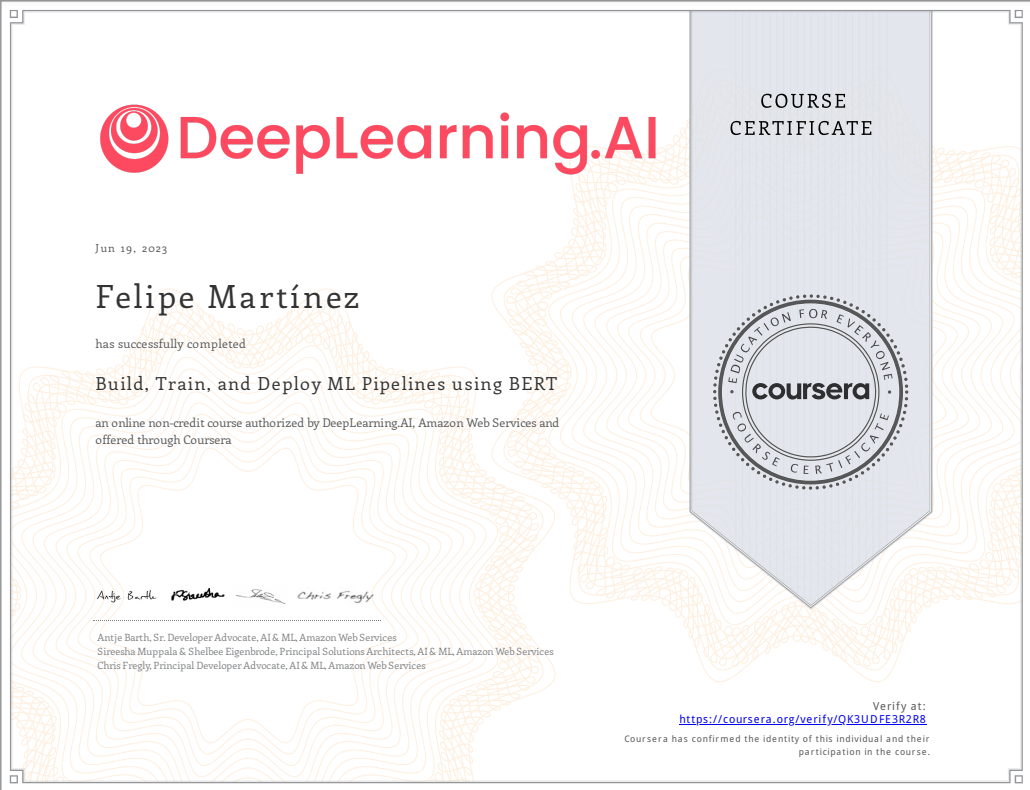 DeepLearning.AI
COURSE
CERTIFICATE
Jun 19, 2023
Felipe Martínez
has successfully completed
Build, Train, and Deploy ML Pipelines using BERT
an online non-credit course authorized by DeepLearning.AI, Amazon Web Services and
offered through Coursera
EDUCATION FOR EVERYONE
coursera
COURSE CERTIFICATE
Antje Barth Chris Fregly
Antje Barth, Sr. Developer Advocate, AI & ML, Amazon Web Services
Sireesha Muppala & Shelbee Eigenbrode, Principal Solutions Architects, AI & ML, Amazon Web Services
Chris Fregly, Principal Developer Advocate, AI & ML, Amazon Web Services
Verify at:
https://coursera.org/verify/QK3UDFE3R2R8
Coursera has confirmed the identity of this individual and their
participation in the course.